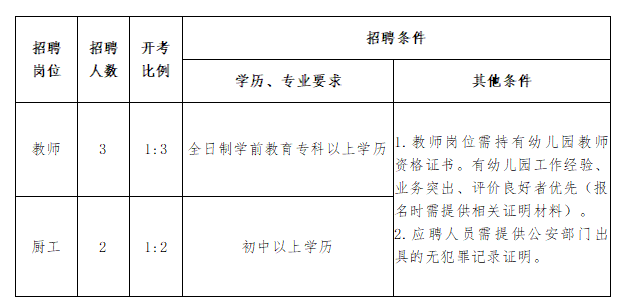 招聘
岗位
招聘
人数
开考
比例
招聘条件
学历、专业要求
其他条件
教师
3
1:3
全日制学前教育专科以上学历
1.教师岗位需持有幼儿园教师
资格证书。有幼儿园工作经验、
业务突出、评价良好者优先（报
名时需提供相关证明材料）。
2.应聘人员需提供公安部门出
具的无犯罪记录证明。
厨工
2
1:2
初中以上学历